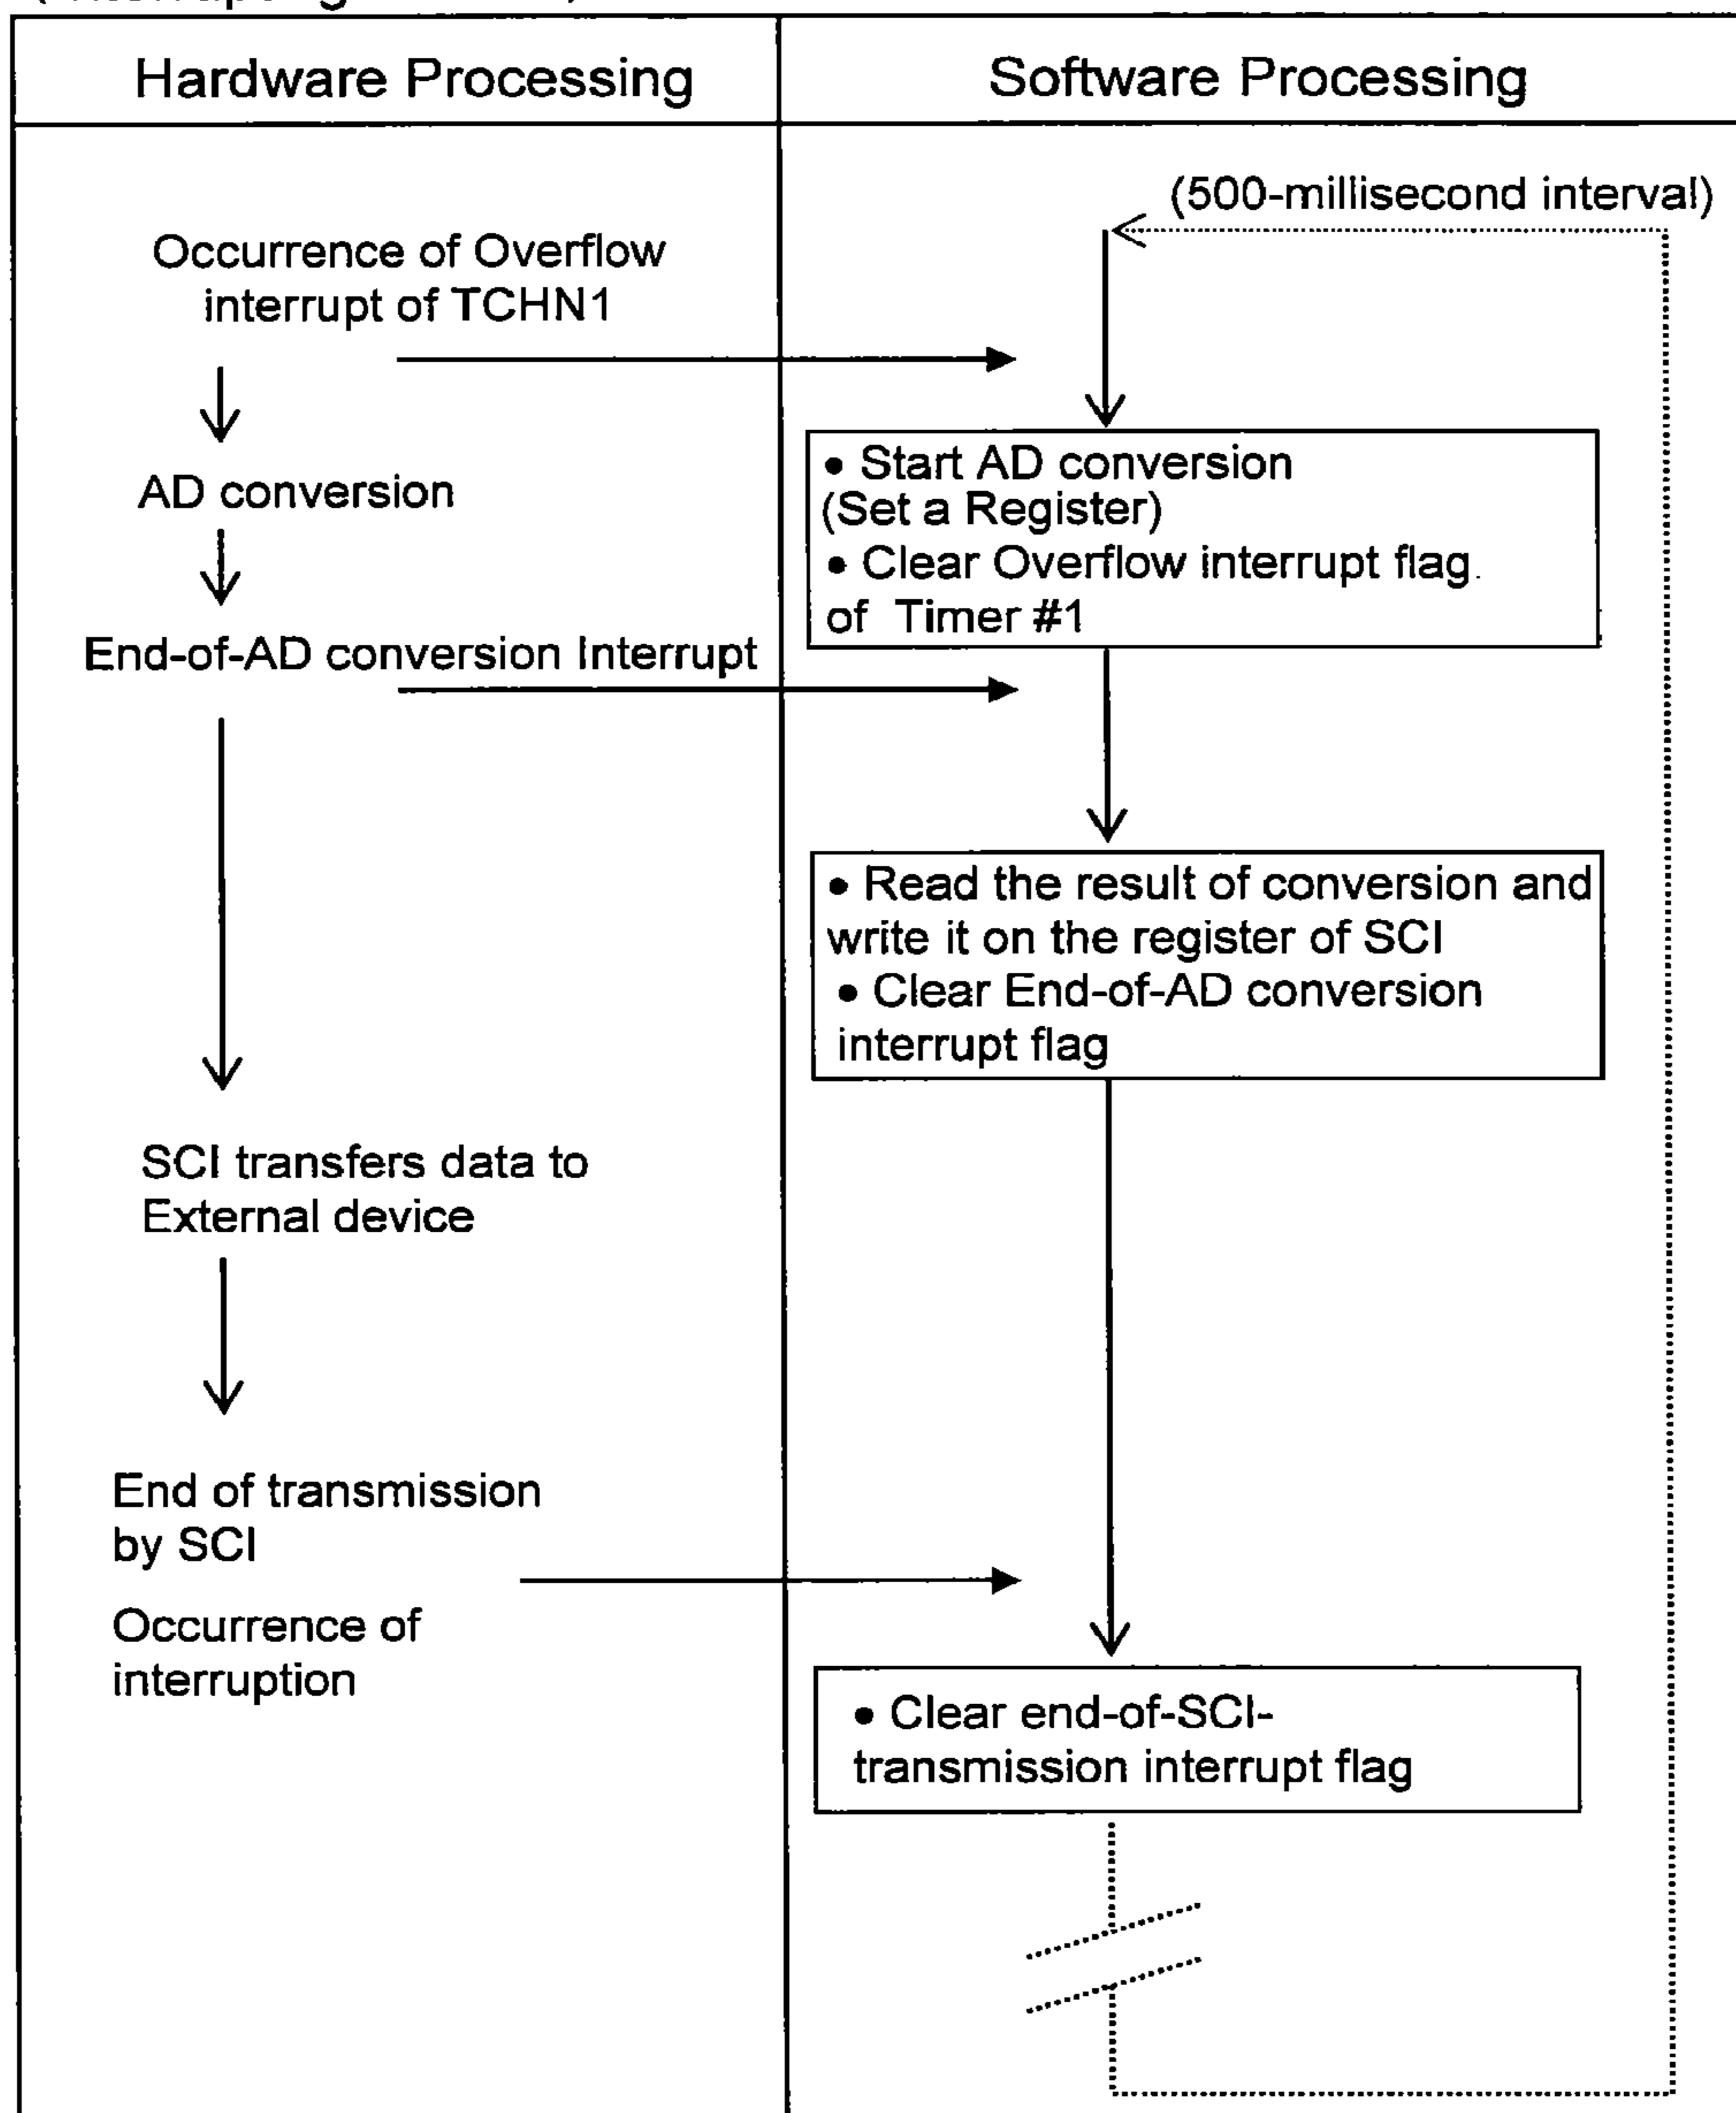 Hardware Processing
Software Processing
(500-millisecond interval)
Occurrence of Overflow
interrupt of TCHN1
AD conversion
• Start AD conversion
(Set a Register)
• Clear Overflow interrupt flag.
of Timer #1
End-of-AD conversion Interrupt
• Read the result of conversion and
write it on the register of SCI
• Clear End-of-AD conversion
interrupt flag
SCI transfers data to
External device
End of transmission
by SCI
Occurrence of
interruption
• Clear end-of-SCI-
transmission interrupt flag